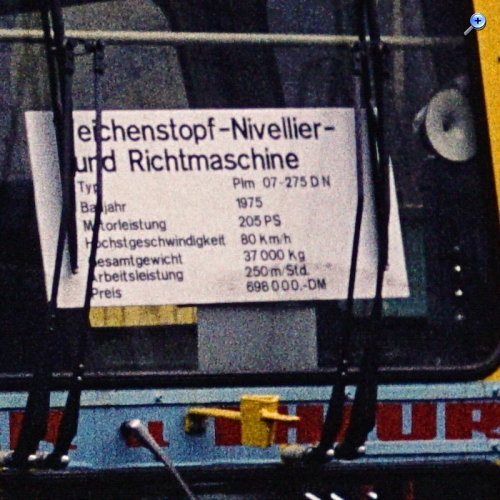 eichenstopf-Nivellier-
und Richtmaschine
Typ Plm 07-275 D N
Baujahr 1975
Motorleistung 205 PS
Höchstgeschwindigkeit 80 Km/h
Gesamtgewicht 37 000 Kg
Arbeitsleistung 250 m/Std.
Preis 698 000.-DM